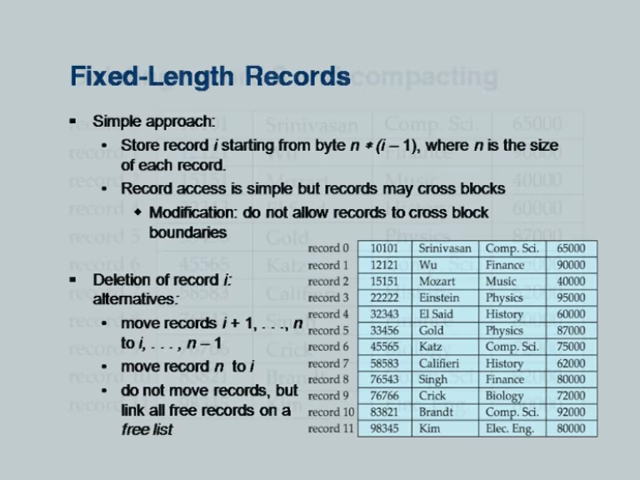 Fixed-Length Records compacting
Simple approach:
Store record i starting from byte n * (i – 1), where n is the size
of each record.
Record access is simple but records may cross blocks
Modification: do not allow records to cross block
boundaries
Deletion of record i:
alternatives:
move records i + 1, . . ., n
to i, . . . , n – 1
move record n to i
do not move records, but
link all free records on a
free list
record 0 10101 Srinivasan Comp. Sci. 65000
record 1 12121 Wu Finance 90000
record 2 15151 Mozart Music 40000
record 3 22222 Einstein Physics 95000
record 4 32343 El Said History 60000
record 5 33456 Gold Physics 87000
record 6 45565 Katz Comp. Sci. 75000
record 7 58583 Califieri History 62000
record 8 76543 Singh Finance 80000
record 9 76766 Crick Biology 72000
record 10 83821 Brandt Comp. Sci. 92000
record 11 98345 Kim Elec. Eng. 80000